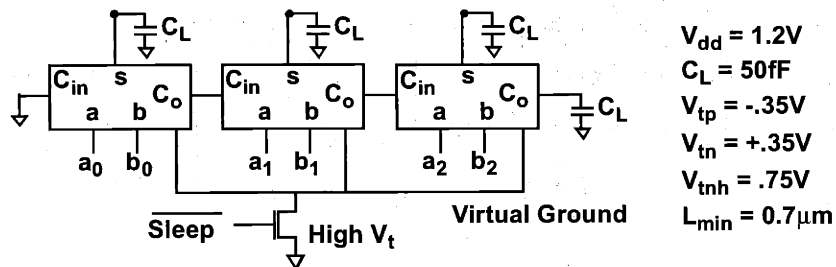 C_L C_L C_L
C_in s C_o C_in s C_o C_in s C_o
a b a b a b
C_L
a_0 b_0 a_1 b_1 a_2 b_2
Sleep
High V_t
Virtual Ground
V_dd = 1.2V
C_L = 50fF
V_tp = -.35V
V_tn = +.35V
V_tnh = .75V
L_min = 0.7μm